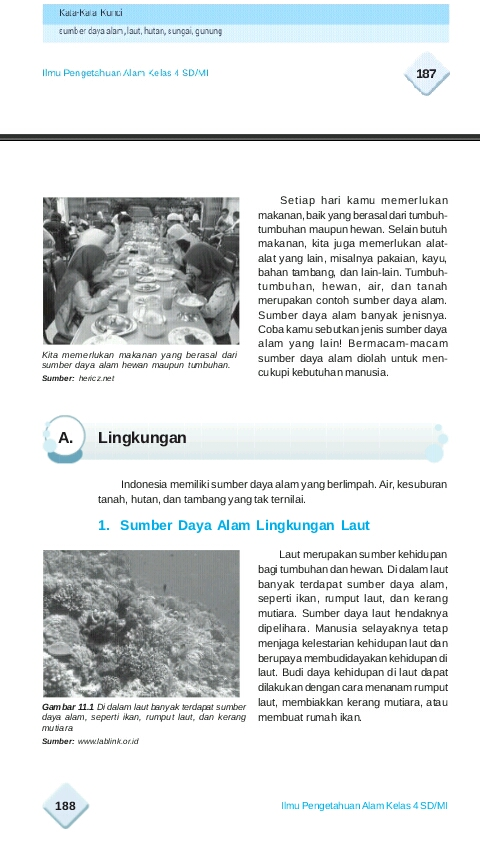 Kata-Kata Kunci
sumber daya alam, laut, hutan, sungai, gunung
Ilmu Pengetahuan Alam Kelas 4 SD/MI
187
Setiap hari kamu memerlukan
makanan, baik yang berasal dari tumbuh-
tumbuhan maupun hewan. Selain butuh
makanan, kita juga memerlukan alat-
alat yang lain, misalnya pakaian, kayu,
bahan tambang, dan lain-lain. Tumbuh-
tumbuhan, hewan, air, dan tanah
merupakan contoh sumber daya alam.
Sumber daya alam banyak jenisnya.
Coba kamu sebutkan jenis sumber daya
alam yang lain! Bermacam-macam
sumber daya alam diolah untuk men-
cukupi kebutuhan manusia.
Kita memerlukan makanan yang berasal dari
sumber daya alam hewan maupun tumbuhan.
Sumber: hericz.net
A. Lingkungan
Indonesia memiliki sumber daya alam yang berlimpah. Air, kesuburan
tanah, hutan, dan tambang yang tak ternilai.
1. Sumber Daya Alam Lingkungan Laut
Laut merupakan sumber kehidupan
bagi tumbuhan dan hewan. Di dalam laut
banyak terdapat sumber daya alam,
seperti ikan, rumput laut, dan kerang
mutiara. Sumber daya laut hendaknya
dipelihara. Manusia selayaknya tetap
menjaga kelestarian kehidupan laut dan
berupaya membudidayakan kehidupan di
laut. Budi daya kehidupan di laut dapat
dilakukan dengan cara menanam rumput
laut, membiakkan kerang mutiara, atau
membuat rumah ikan.
Gambar 11.1 Di dalam laut banyak terdapat sumber
daya alam, seperti ikan, rumput laut, dan kerang
mutiara
Sumber: www.lablink.or.id
188
Ilmu Pengetahuan Alam Kelas 4 SD/MI